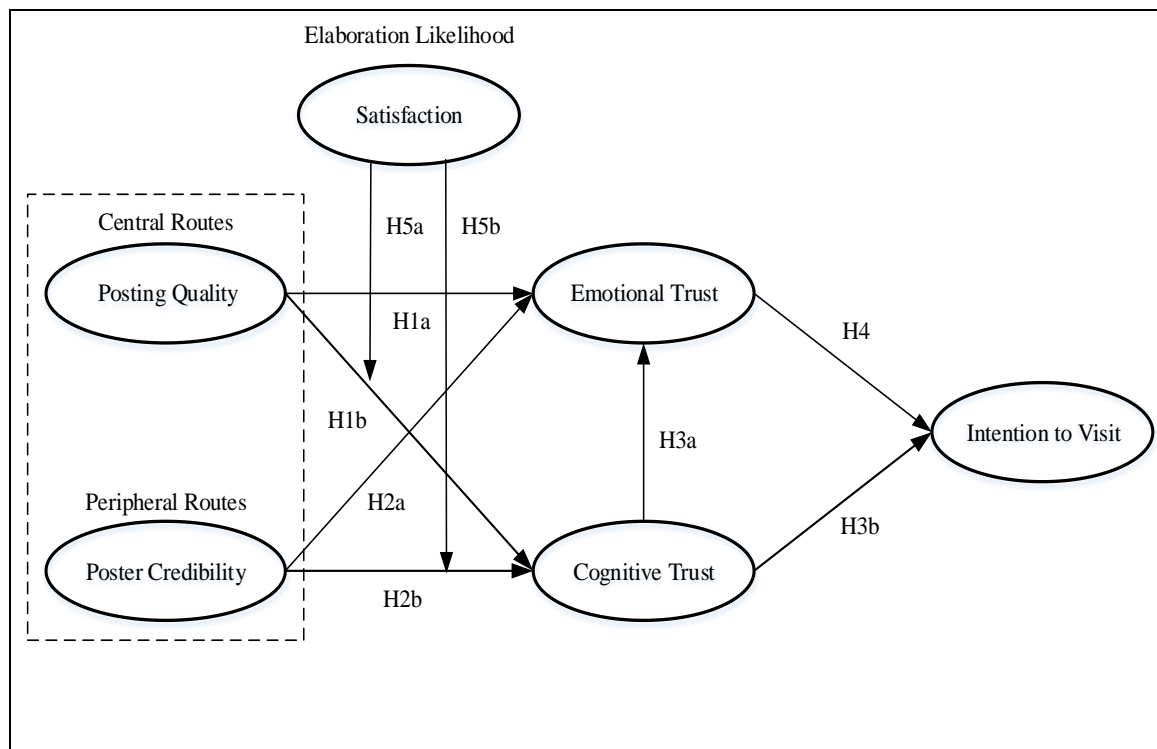 Elaboration Likelihood
Satisfaction
H5a
H5b
Central Routes
Posting Quality
Emotional Trust
H1a
H4
H1b
H3a
Intention to Visit
Peripheral Routes
H2a
H3b
Poster Credibility
Cognitive Trust
H2b